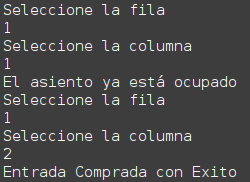 Seleccione la fila
1
Seleccione la columna
1
El asiento ya está ocupado
Seleccione la fila
1
Seleccione la columna
2
Entrada Comprada con Exito